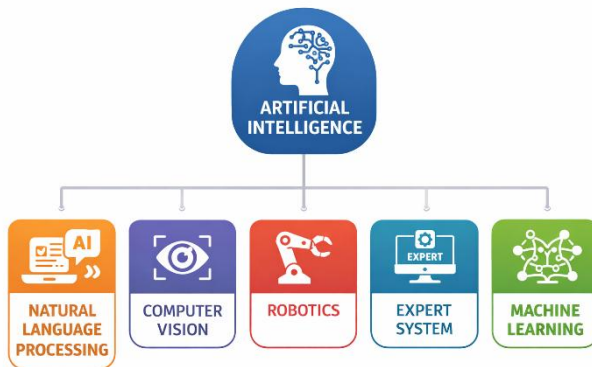 ARTIFICIAL
INTELLIGENCE
AI
NATURAL
LANGUAGE
PROCESSING
COMPUTER
VISION
ROBOTICS
EXPERT
EXPERT
SYSTEM
MACHINE
LEARNING